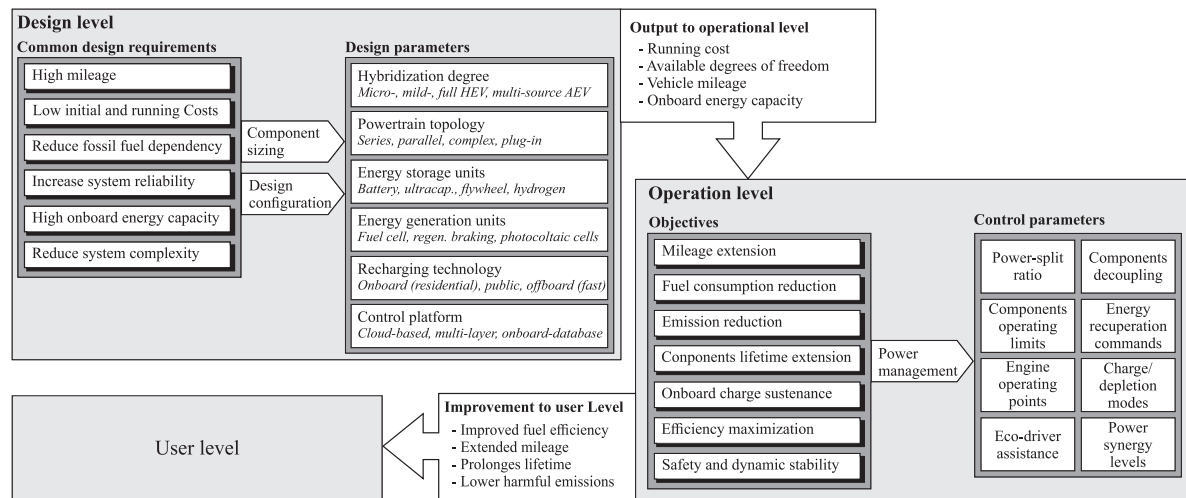 Design level
Common design requirements
High mileage
Low initial and running Costs
Reduce fossil fuel dependency
Increase system reliability
High onboard energy capacity
Reduce system complexity
Component
sizing
Design
configuration
Design parameters
Hybridization degree
Micro-, mild-, full HEV, multi-source AEV
Powertrain topology
Series, parallel, complex, plug-in
Energy storage units
Battery, ultracap., flywheel, hydrogen
Energy generation units
Fuel cell, regen. braking, photocoltaic cells
Recharging technology
Onboard (residential), public, offboard (fast)
Control platform
Cloud-based, multi-layer, onboard-database
Output to operational level
- Running cost
- Available degrees of freedom
- Vehicle mileage
- Onboard energy capacity
Operation level
Objectives
Mileage extension
Fuel consumption reduction
Emission reduction
Conponents lifetime extension
Onboard charge sustenance
Efficiency maximization
Safety and dynamic stability
Power
management
Control parameters
Power-split
ratio
Components
decoupling
Components
operating
limits
Energy
recuperation
commands
Engine
operating
points
Charge/
depletion
modes
Eco-driver
assistance
Power
synergy
levels
Improvement to user Level
- Improved fuel efficiency
- Extended mileage
- Prolonges lifetime
- Lower harmful emissions
User level